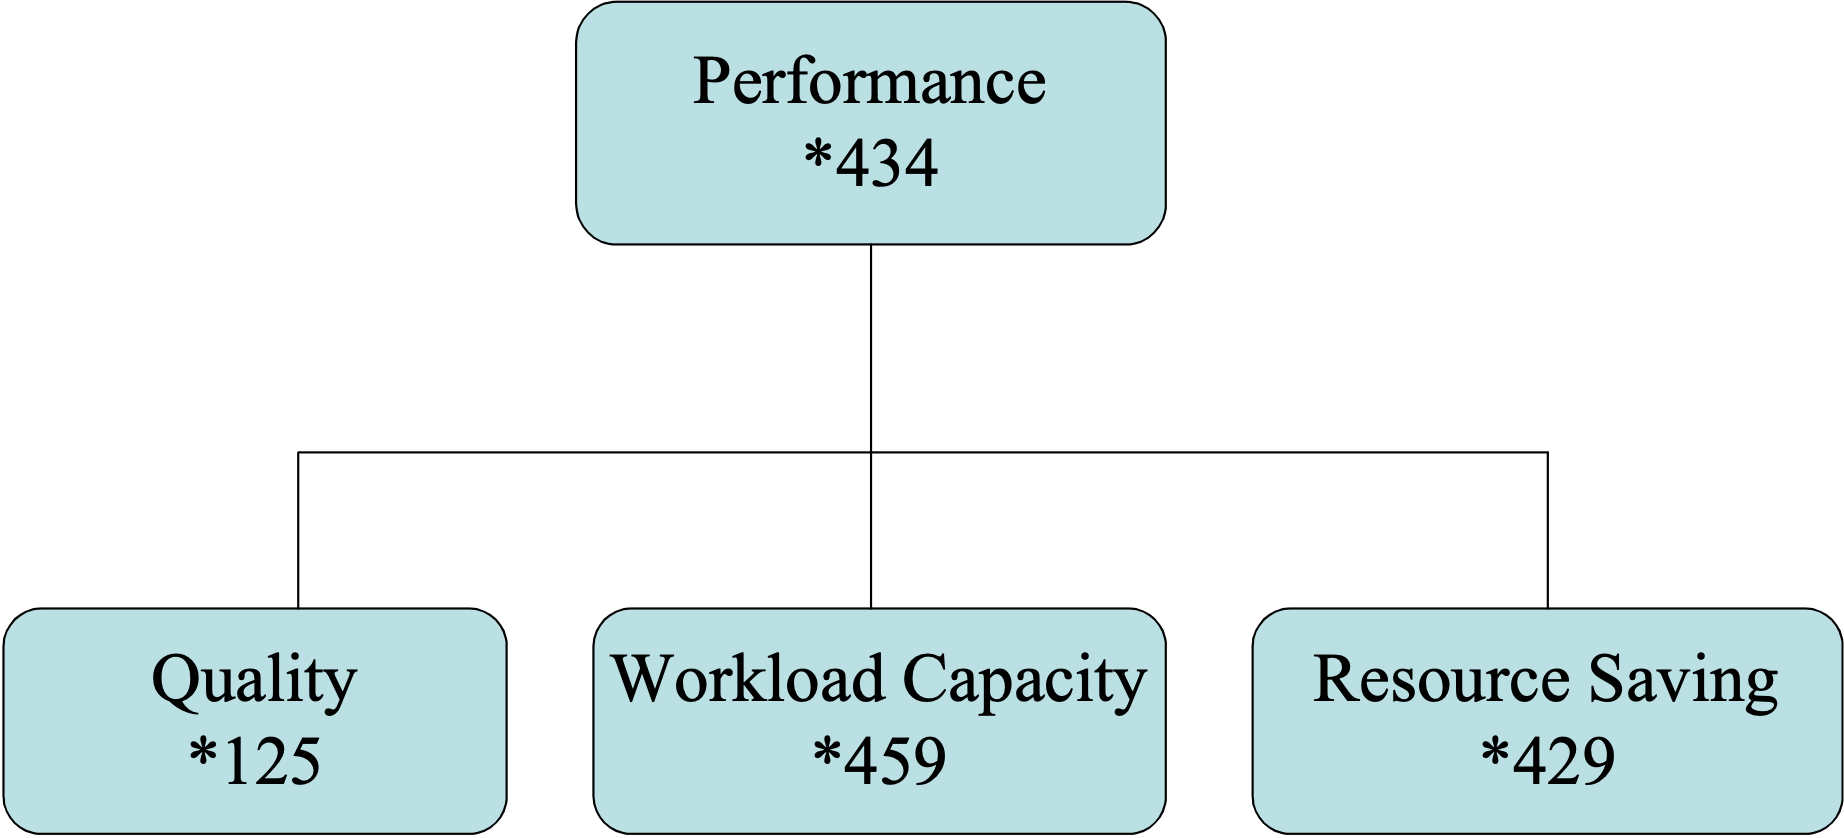 Performance
*434
Quality
*125
Workload Capacity
*459
Resource Saving
*429